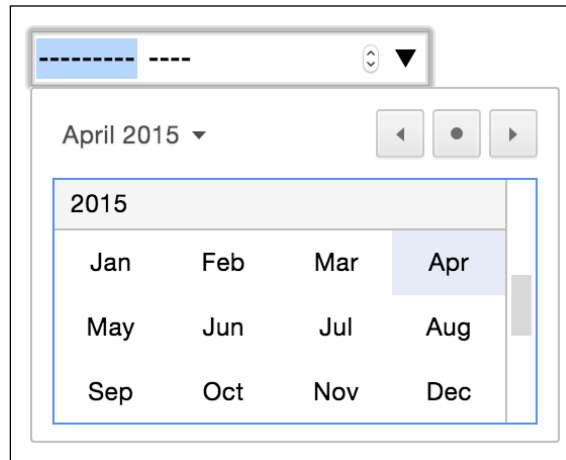 --------- ----
April 2015
2015
Jan Feb Mar Apr
May Jun Jul Aug
Sep Oct Nov Dec